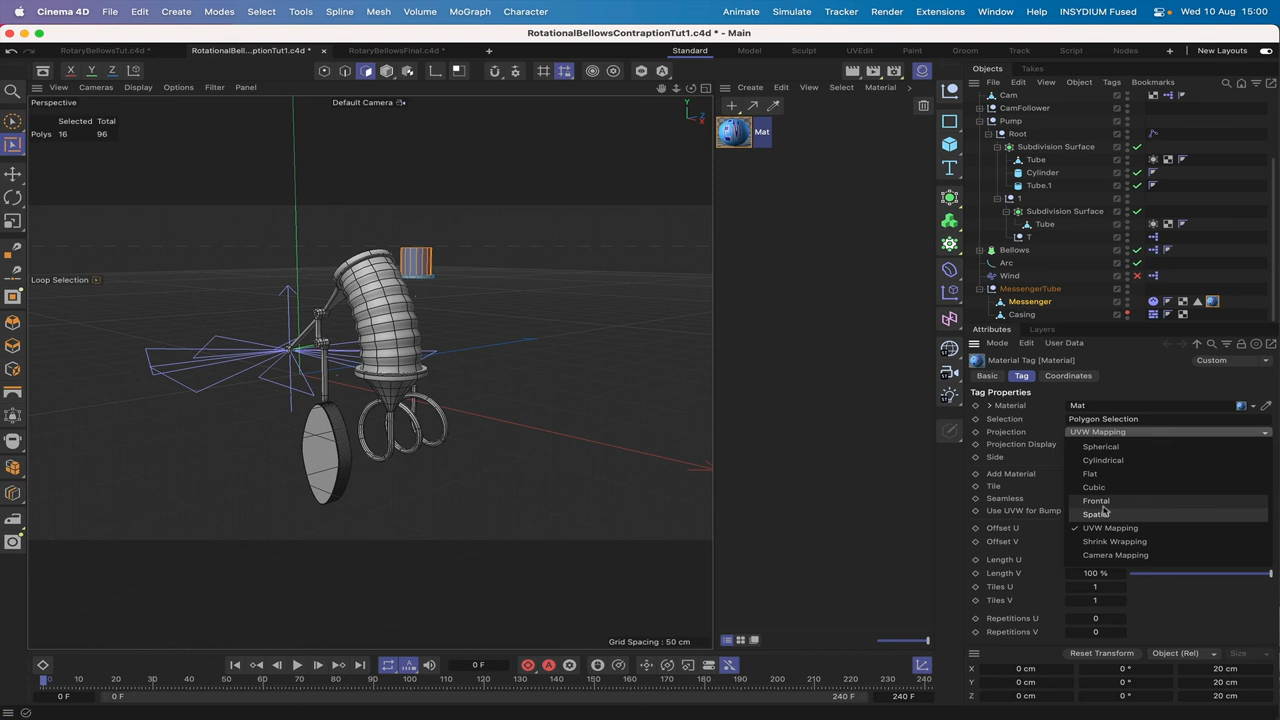 Cinema 4D File Edit Create Modes Select Tools Spline Mesh Volume MoGraph Character Animate Simulate Tracker Render Extensions Window Help INSYDIUM Fused Wed 10 Aug 15:00
RotationalBellowsContraptionTut1.c4d * - Main
RotaryBellowsTut.c4d * RotationalBell...ptionTut1.c4d * RotaryBellowsFinal.c4d * Standard Model Sculpt UVEdit Paint Groom Track Script Nodes New Layouts
X Y Z
Objects Takes
View Cameras Display Options Filter Panel Create Edit View Select Material File Edit View Object Tags Bookmarks
Perspective Default Camera
Selected Total
Polys 16 96
Y
Z
X
Mat
Cam
CamFollower
Pump
Root
Subdivision Surface
Tube
Cylinder
Tube.1
1
Subdivision Surface
Tube
T
Bellows
Arc
Wind
MessengerTube
Messenger
Casing
Loop Selection
Attributes Layers
Mode Edit User Data
Material Tag [Material] Custom
Basic Tag Coordinates
Tag Properties
Material Mat
Selection Polygon Selection
Projection UVW Mapping
Projection Display
Side
Add Material
Tile
Seamless
Use UVW for Bump
Spherical
Cylindrical
Flat
Cubic
Frontal
Spatial
UVW Mapping
Shrink Wrapping
Camera Mapping
Offset U
Offset V
Length U
Length V 100 %
Tiles U 1
Tiles V 1
Repetitions U 0
Repetitions V 0
Grid Spacing : 50 cm
Reset Transform Object (Rel) Size
X 0 cm 0 ° 20 cm
Y 0 cm 0 ° 20 cm
Z 0 cm 0 ° 20 cm
0 F
0 10 20 30 40 50 60 70 80 90 100 110 120 130 140 150 160 170 180 190 200 210 220 230 240
0 F 0 F 240 F 240 F